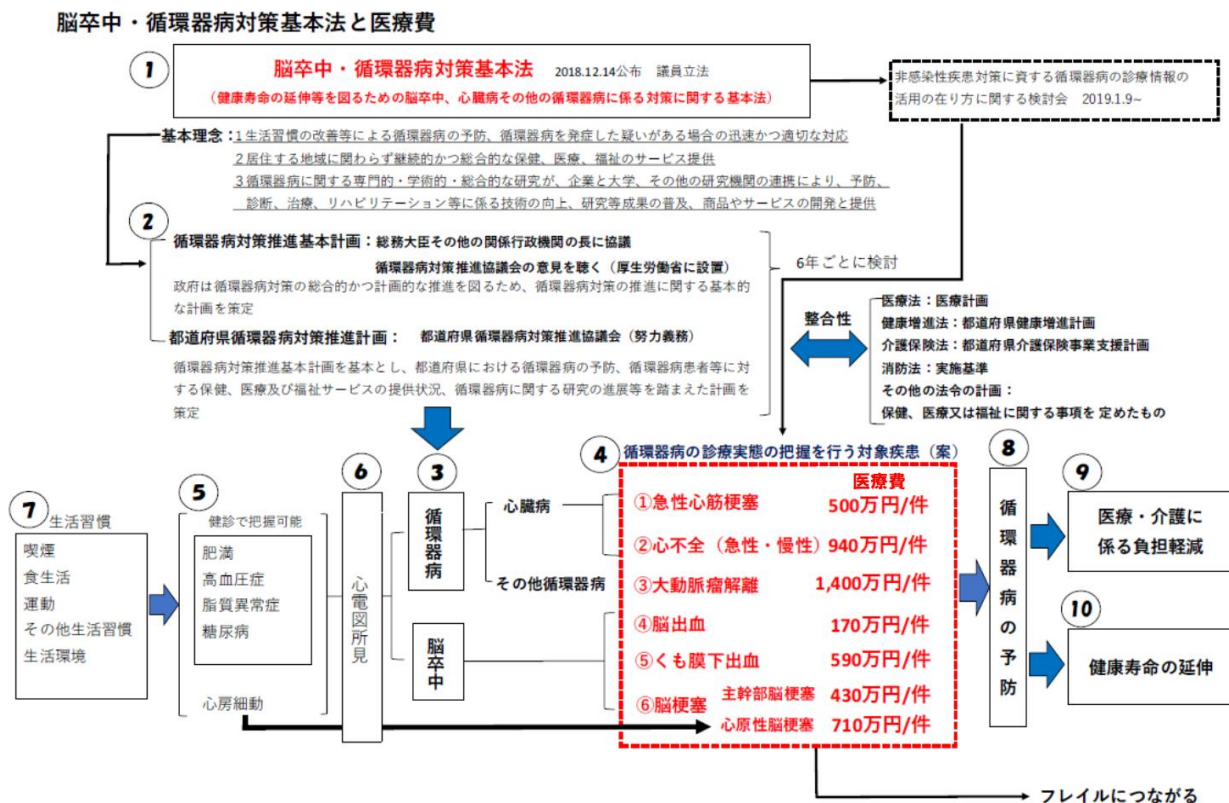 脳卒中・循環器病対策基本法と医療費
①
脳卒中・循環器病対策基本法 2018.12.14公布 議員立法
（健康寿命の延伸等を図るための脳卒中、心臓病その他の循環器病に係る対策に関する基本法）
非感染性疾患対策に資する循環器病の診療情報の
活用の在り方に関する検討会 2019.1.9~
基本理念：1生活習慣の改善等による循環器病の予防、循環器病を発症した疑いがある場合の迅速かつ適切な対応
2居住する地域に関わらず継続的かつ総合的な保健、医療、福祉のサービス提供
3循環器病に関する専門的・学術的・総合的な研究が、企業と大学、その他の研究機関の連携により、予防、
診断、治療、リハビリテーション等に係る技術の向上、研究等成果の普及、商品やサービスの開発と提供
②
循環器病対策推進基本計画：総務大臣その他の関係行政機関の長に協議
循環器病対策推進協議会の意見を聴く（厚生労働省に設置）
政府は循環器病対策の総合的かつ計画的な推進を図るため、循環器病対策の推進に関する基本的
な計画を策定
都道府県循環器病対策推進計画： 都道府県循環器病対策推進協議会（努力義務）
循環器病対策推進基本計画を基本とし、都道府県における循環器病の予防、循環器病患者等に対
する保健、医療及び福祉サービスの提供状況、循環器病に関する研究の進展等を踏まえた計画を
策定
6年ごとに検討
整合性
医療法：医療計画
健康増進法：都道府県健康増進計画
介護保険法：都道府県介護保険事業支援計画
消防法：実施基準
その他の法令の計画：
保健、医療又は福祉に関する事項を 定めたもの
⑦
生活習慣
喫煙
食生活
運動
その他生活習慣
生活環境
⑤
健診で把握可能
肥満
高血圧症
脂質異常症
糖尿病
心房細動
⑥
心電図所見
③
循環器病
脳卒中
心臓病
その他循環器病
④
循環器病の診療実態の把握を行う対象疾患（案）
医療費
①急性心筋梗塞 500万円/件
②心不全（急性・慢性）940万円/件
③大動脈瘤解離 1,400万円/件
④脳出血 170万円/件
⑤くも膜下出血 590万円/件
⑥脳梗塞 主幹部脳梗塞 430万円/件
心原性脳梗塞 710万円/件
⑧
循環器病の予防
⑨
医療・介護に
係る負担軽減
⑩
健康寿命の延伸
フレイルにつながる